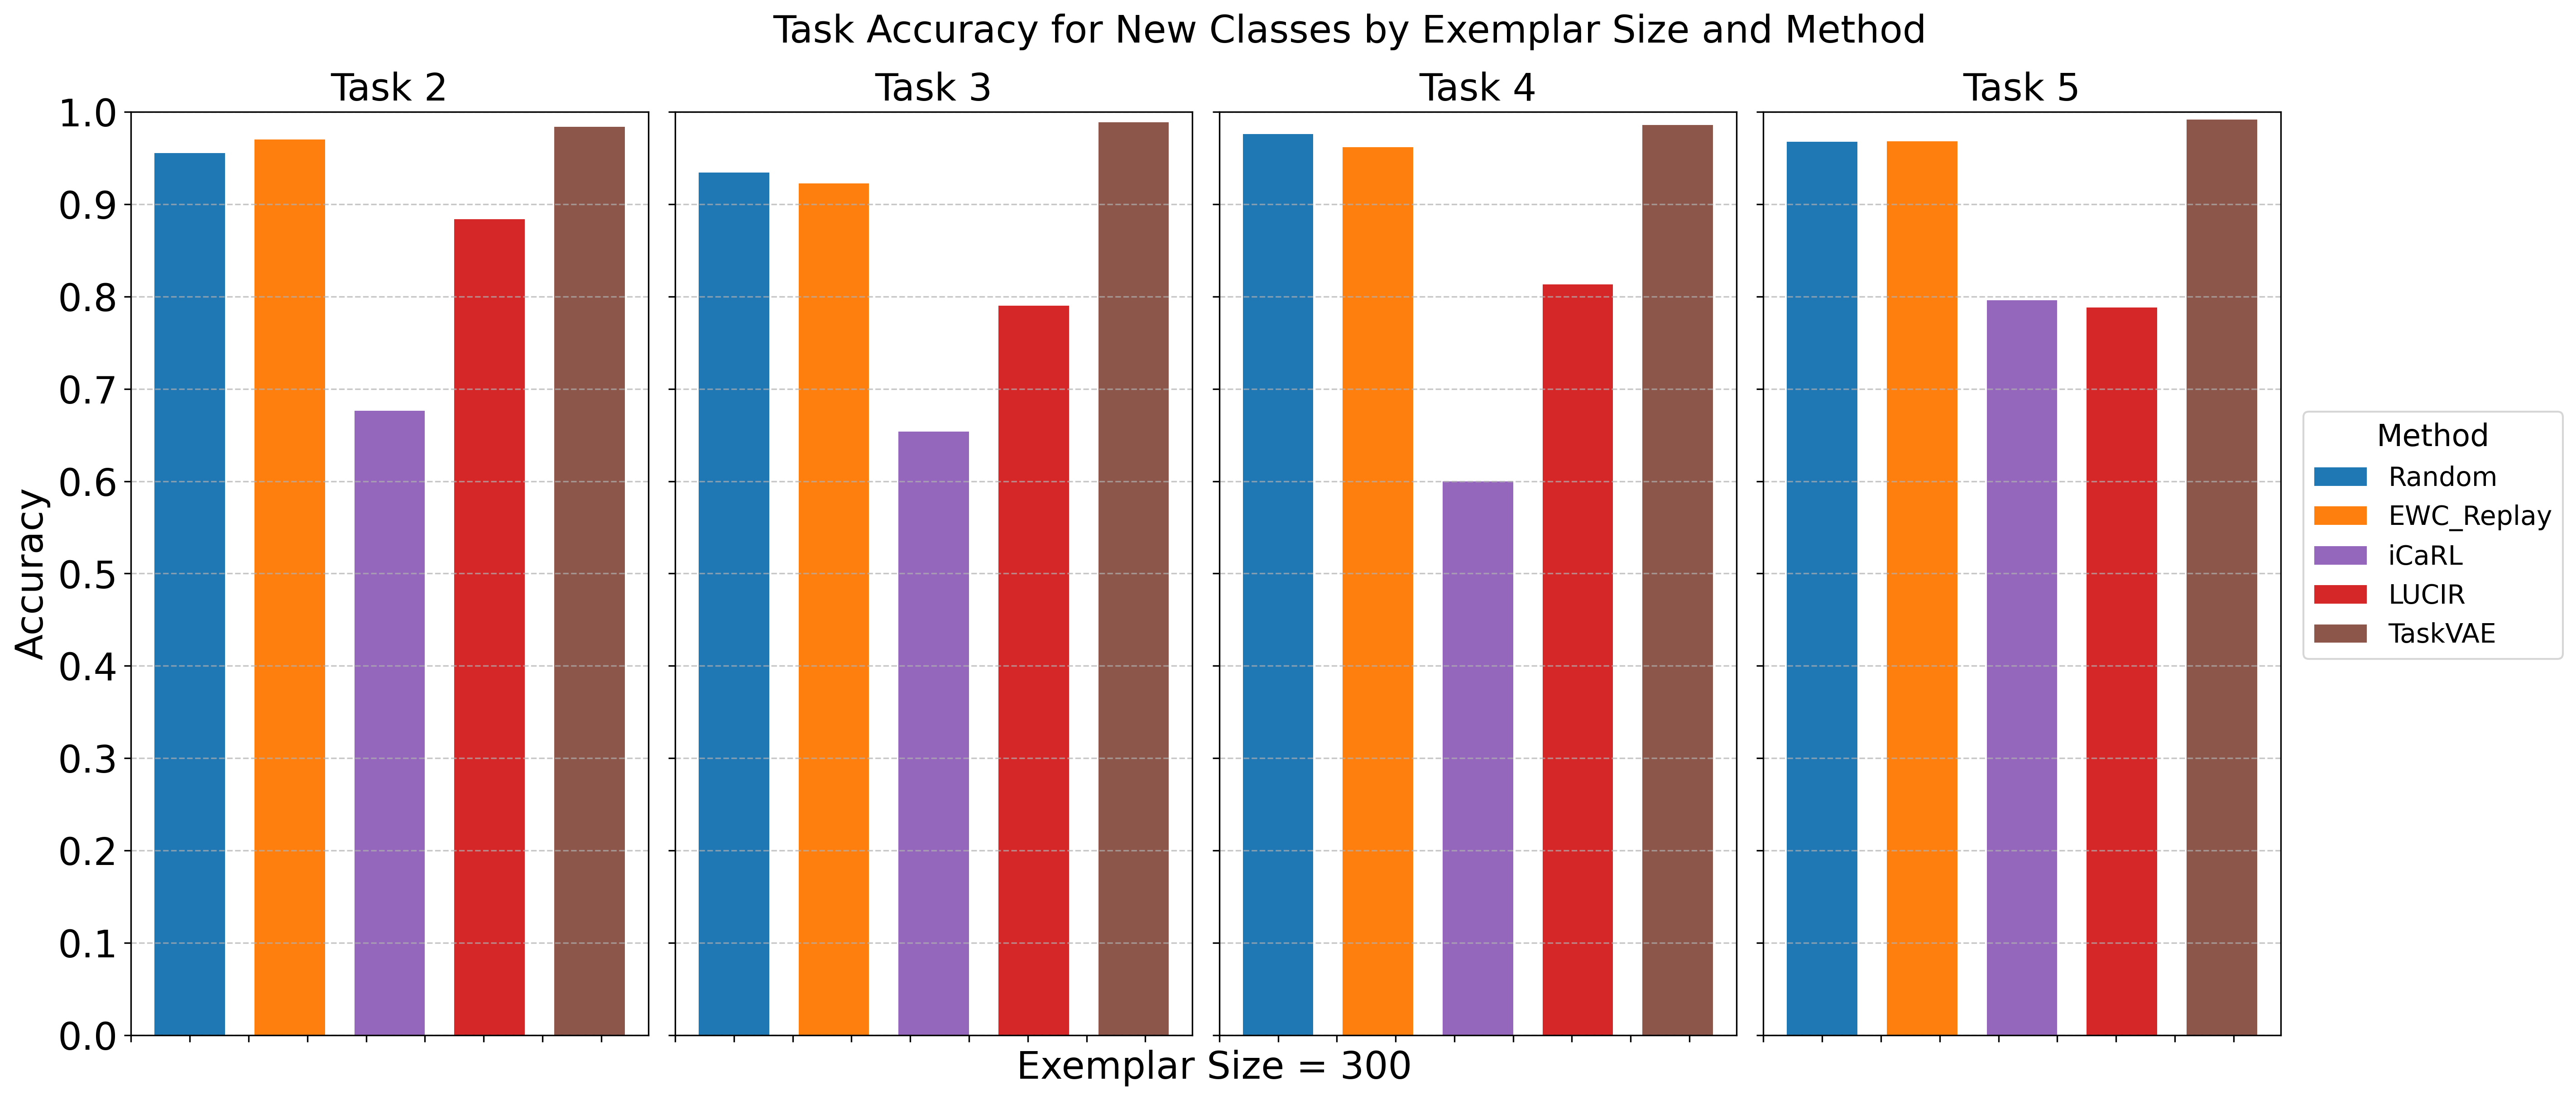 Task Accuracy for New Classes by Exemplar Size and Method
Task 2
Task 3
Task 4
Task 5
1.0
0.9
0.8
0.7
0.6
0.5
0.4
0.3
0.2
0.1
0.0
Accuracy
Exemplar Size = 300
Method
Random
EWC_Replay
iCaRL
LUCIR
TaskVAE